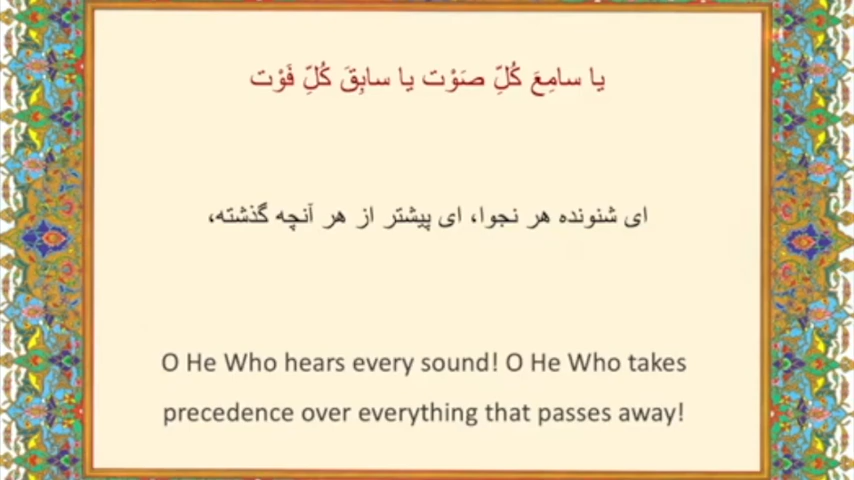 يا سامِعَ كُلِّ صَوْت يا سابِقَ كُلِّ فَوْت
ای شنونده هر نجوا، ای پیشتر از هر آنچه گذشته،
O He Who hears every sound! O He Who takes
precedence over everything that passes away!